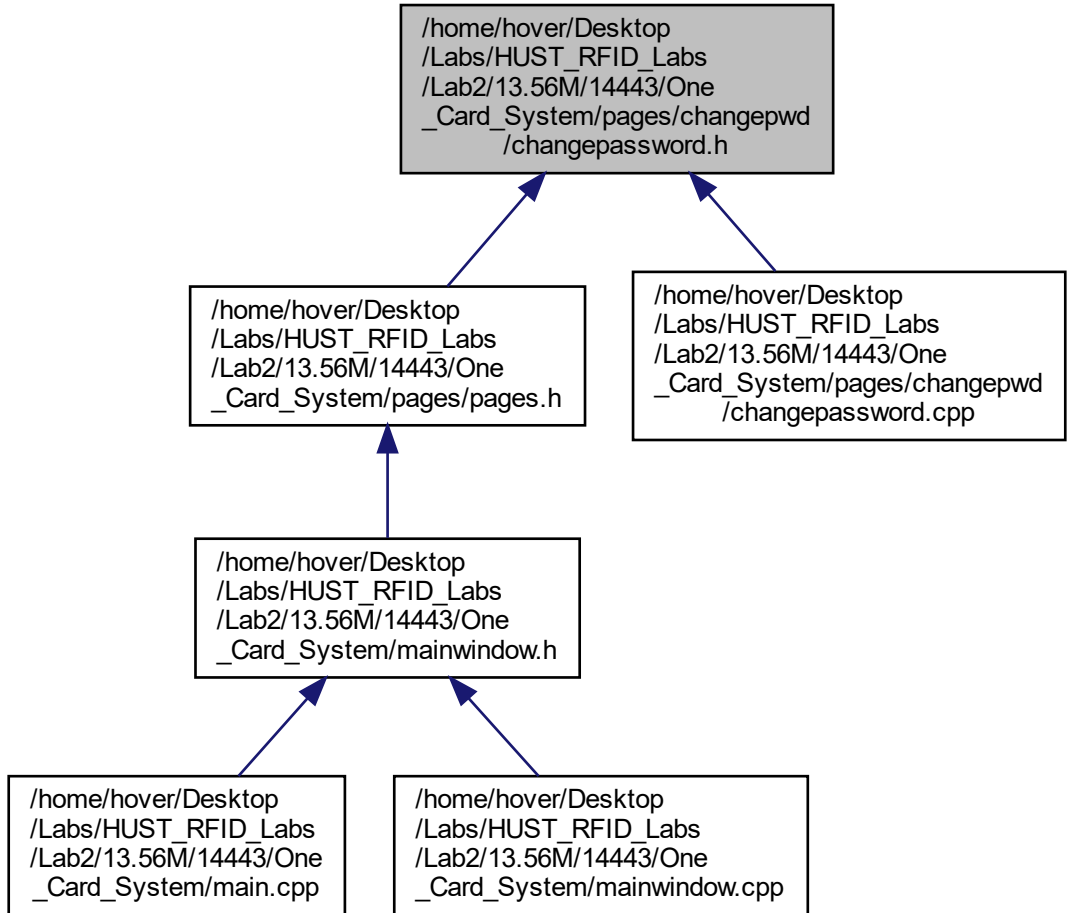 /home/hover/Desktop
/Labs/HUST_RFID_Labs
/Lab2/13.56M/14443/One
_Card_System/pages/changepwd
/changepassword.h
/home/hover/Desktop
/Labs/HUST_RFID_Labs
/Lab2/13.56M/14443/One
_Card_System/pages/pages.h
/home/hover/Desktop
/Labs/HUST_RFID_Labs
/Lab2/13.56M/14443/One
_Card_System/pages/changepwd
/changepassword.cpp
/home/hover/Desktop
/Labs/HUST_RFID_Labs
/Lab2/13.56M/14443/One
_Card_System/mainwindow.h
/home/hover/Desktop
/Labs/HUST_RFID_Labs
/Lab2/13.56M/14443/One
_Card_System/main.cpp
/home/hover/Desktop
/Labs/HUST_RFID_Labs
/Lab2/13.56M/14443/One
_Card_System/mainwindow.cpp